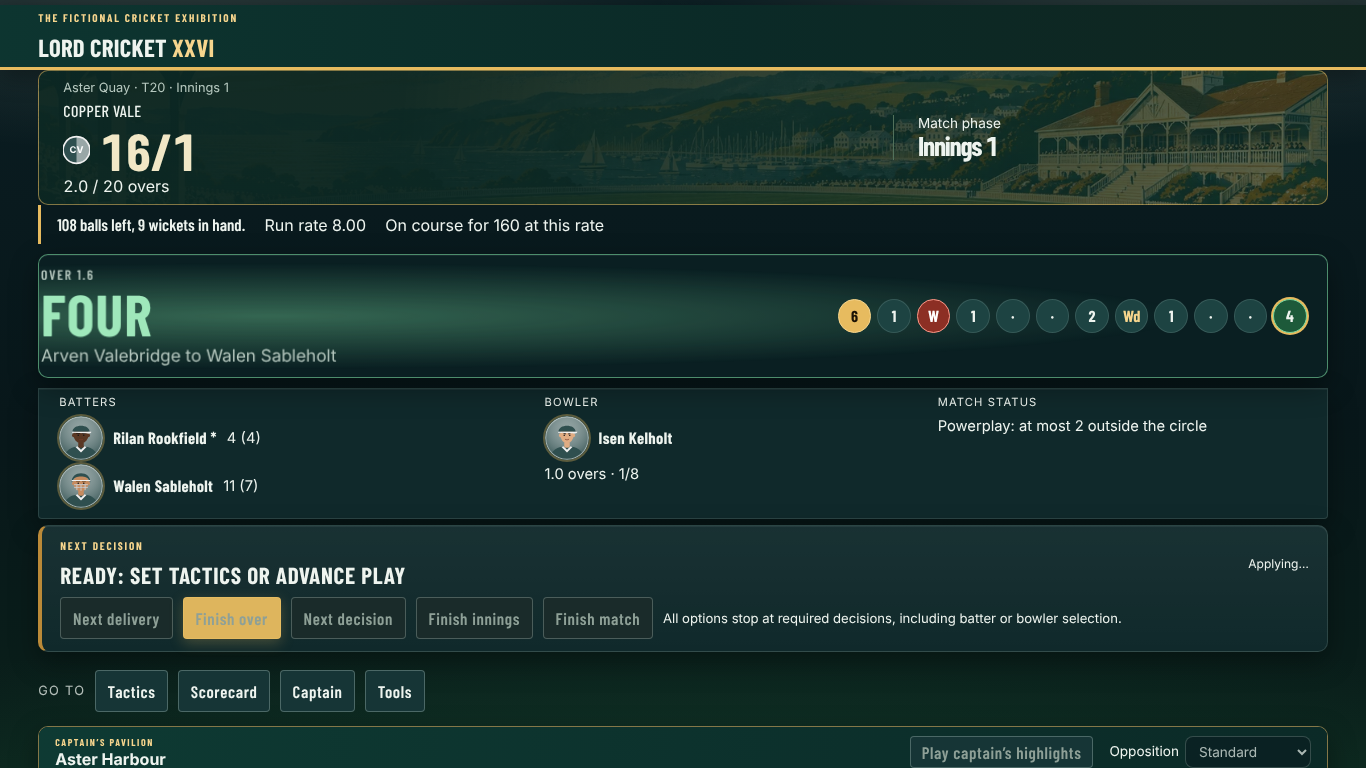 THE FICTIONAL CRICKET EXHIBITION
LORD CRICKET XXVI
Aster Quay · T20 · Innings 1
COPPER VALE
CV 16/1
2.0 / 20 overs
Match phase
Innings 1
108 balls left, 9 wickets in hand. Run rate 8.00 On course for 160 at this rate
OVER 1.6
FOUR
Arven Valebridge to Walen Sableholt
6 1 W 1 · · 2 Wd 1 · · 4
BATTERS
Rilan Rookfield * 4 (4)
Walen Sableholt 11 (7)
BOWLER
Isen Kelholt
1.0 overs · 1/8
MATCH STATUS
Powerplay: at most 2 outside the circle
NEXT DECISION
READY: SET TACTICS OR ADVANCE PLAY
Applying…
Next delivery Finish over Next decision Finish innings Finish match All options stop at required decisions, including batter or bowler selection.
GO TO Tactics Scorecard Captain Tools
CAPTAIN'S PAVILION
Aster Harbour
Play captain's highlights Opposition Standard